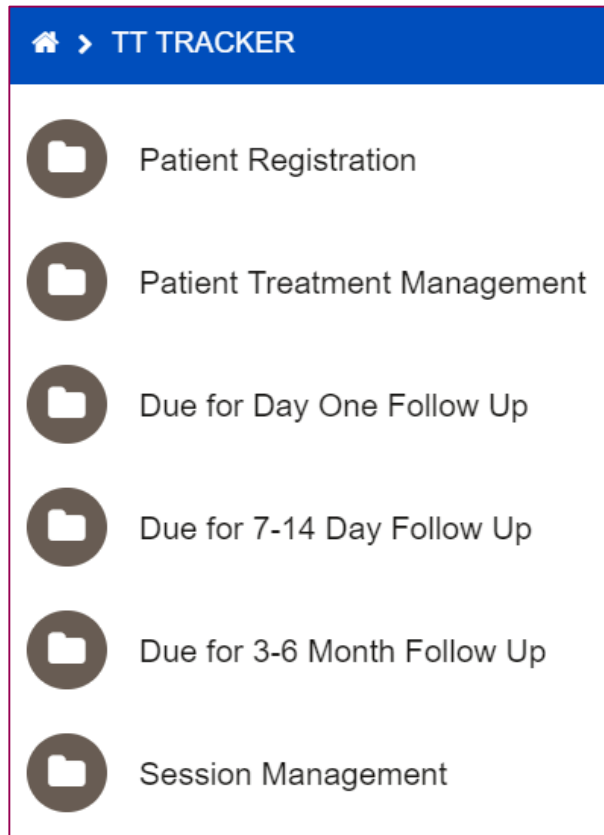 TT TRACKER
Patient Registration
Patient Treatment Management
Due for Day One Follow Up
Due for 7-14 Day Follow Up
Due for 3-6 Month Follow Up
Session Management